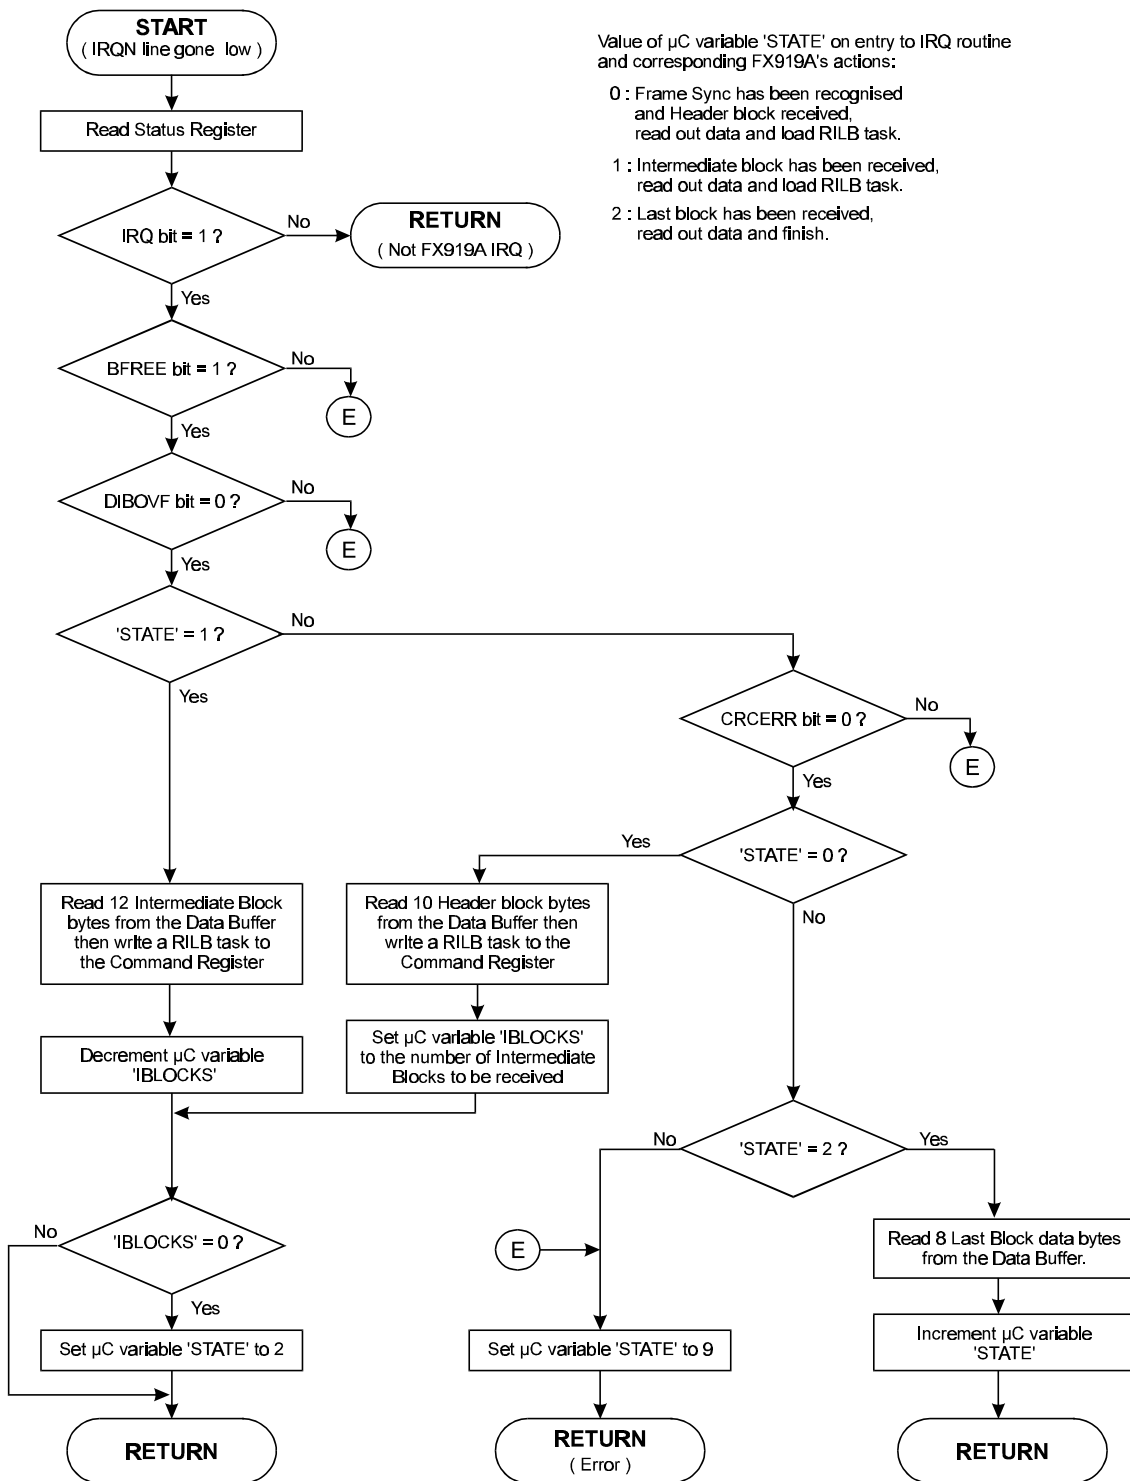 START
( IRQN line gone low )
Value of µC variable 'STATE' on entry to IRQ routine
and corresponding FX919A's actions:
0 : Frame Sync has been recognised
and Header block received,
read out data and load RILB task.
1 : Intermediate block has been received,
read out data and load RILB task.
2 : Last block has been received,
read out data and finish.
Read Status Register
IRQ bit = 1 ?
No
RETURN
( Not FX919A IRQ )
Yes
BFREE bit = 1 ?
No
E
Yes
DIBOVF bit = 0 ?
No
E
Yes
'STATE' = 1 ?
No
Yes
CRCERR bit = 0 ?
No
E
Yes
'STATE' = 0 ?
Yes
No
Read 12 Intermediate Block
bytes from the Data Buffer
then write a RILB task to
the Command Register
Read 10 Header block bytes
from the Data Buffer then
write a RILB task to the
Command Register
Decrement µC variable
'IBLOCKS'
Set µC variable 'IBLOCKS'
to the number of Intermediate
Blocks to be received
'STATE' = 2 ?
No
Yes
'IBLOCKS' = 0 ?
No
Yes
E
Read 8 Last Block data bytes
from the Data Buffer.
Set µC variable 'STATE' to 2
Set µC variable 'STATE' to 9
Increment µC variable
'STATE'
RETURN
RETURN
( Error )
RETURN